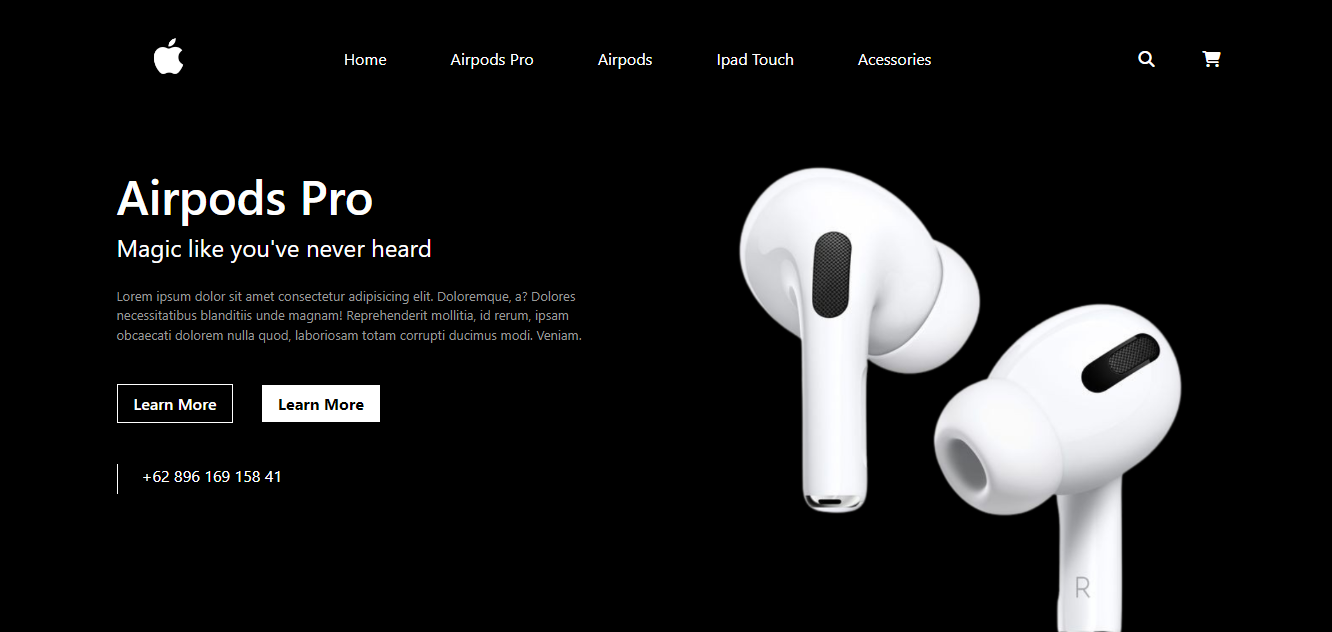 Home Airpods Pro Airpods Ipad Touch Acessories
Airpods Pro
Magic like you've never heard
Lorem ipsum dolor sit amet consectetur adipisicing elit. Doloremque, a? Dolores
necessitatibus blanditiis unde magnam! Reprehenderit mollitia, id rerum, ipsam
obcaecati dolorem nulla quod, laboriosam totam corrupti ducimus modi. Veniam.
Learn More Learn More
+62 896 169 158 41
R